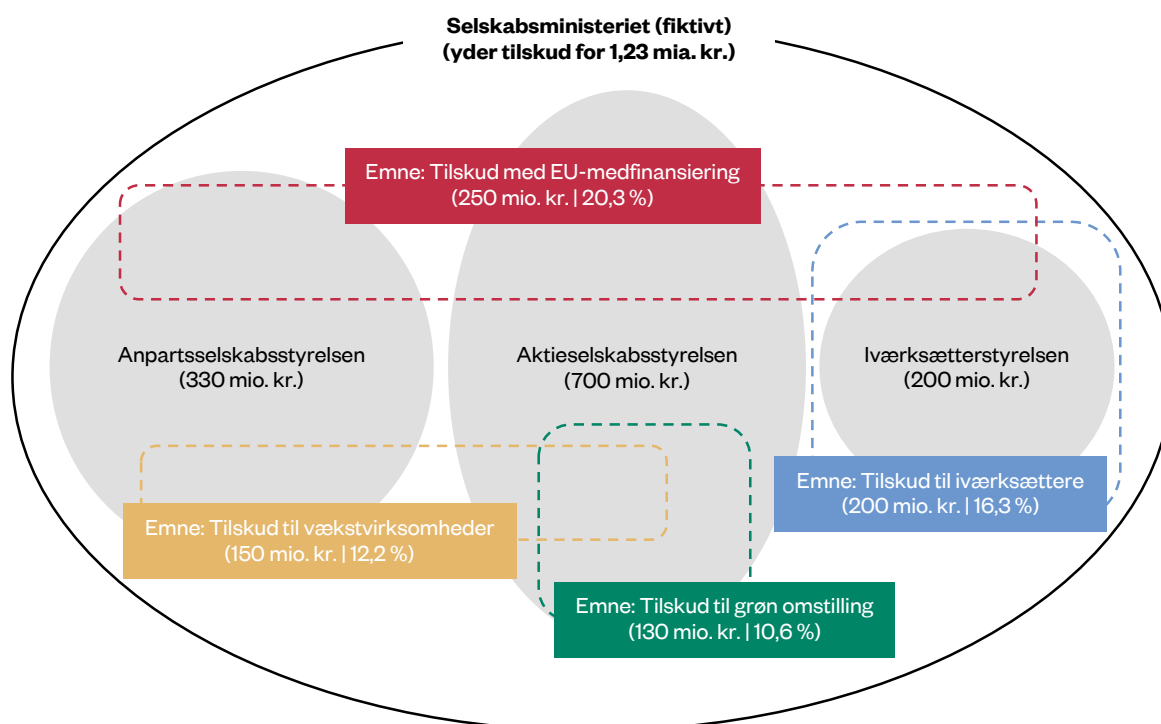 Selskabsministeriet (fiktivt)
(yder tilskud for 1,23 mia. kr.)
Emne: Tilskud med EU-medfinansiering
(250 mio. kr. | 20,3 %)
Anpartsselskabsstyrelsen
(330 mio. kr.)
Aktieselskabsstyrelsen
(700 mio. kr.)
Iværksætterstyrelsen
(200 mio. kr.)
Emne: Tilskud til iværksættere
(200 mio. kr. | 16,3 %)
Emne: Tilskud til vækstvirksomheder
(150 mio. kr. | 12,2 %)
Emne: Tilskud til grøn omstilling
(130 mio. kr. | 10,6 %)